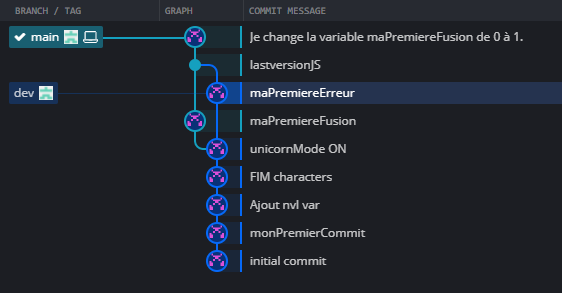 BRANCH / TAG GRAPH COMMIT MESSAGE
main Je change la variable maPremiereFusion de 0 à 1.
lastversionJS
dev maPremiereErreur
maPremiereFusion
unicornMode ON
FIM characters
Ajout nvl var
monPremierCommit
initial commit